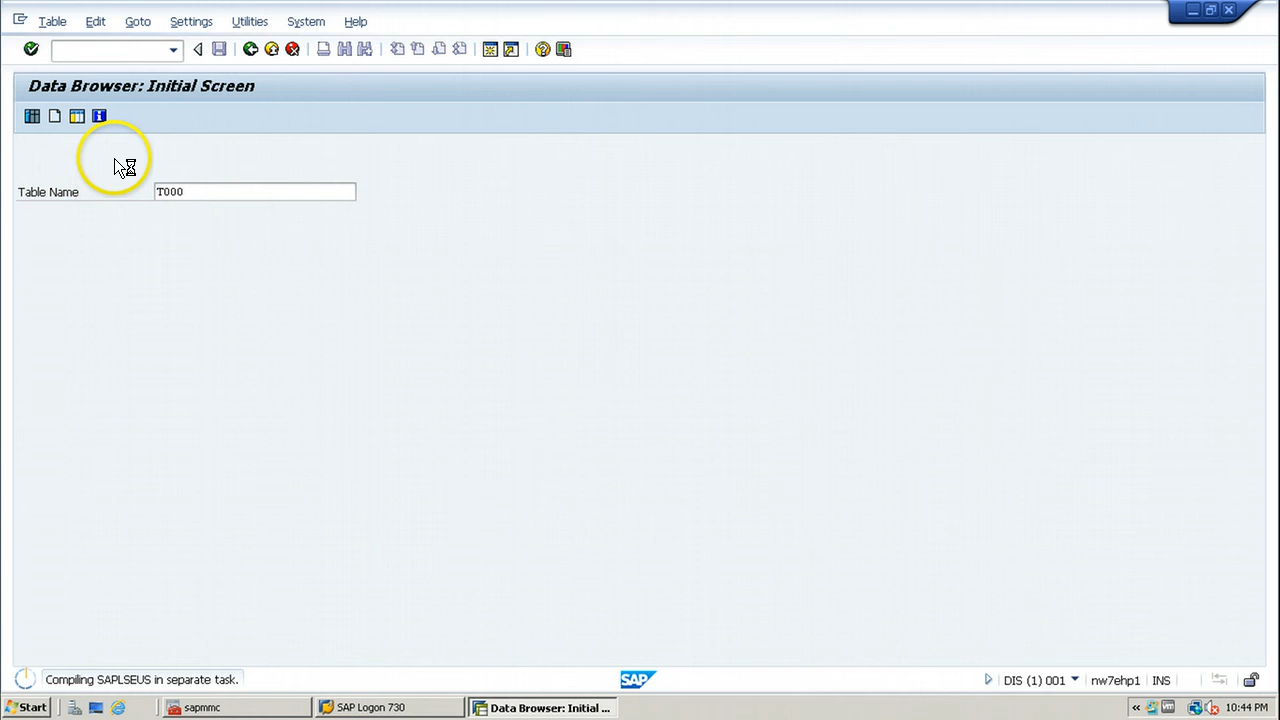 Table Edit Goto Settings Utilities System Help
Data Browser: Initial Screen
Table Name T000
Compiling SAPLSEUS in separate task.
SAP
DIS (1) 001 nw7ehp1 INS
Start sapmmc SAP Logon 730 Data Browser: Initial ... 10:44 PM